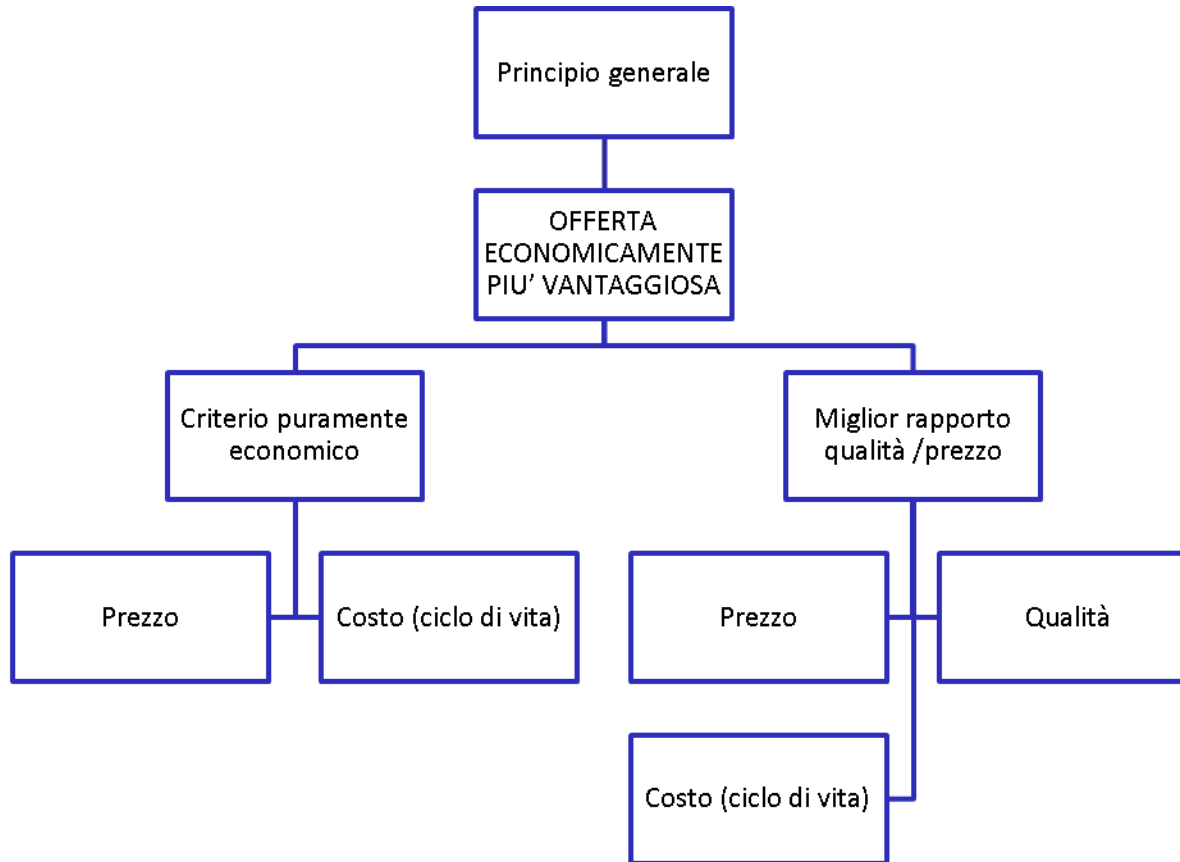 Principio generale
OFFERTA
ECONOMICAMENTE
PIU’ VANTAGGIOSA
Criterio puramente
economico
Miglior rapporto
qualità /prezzo
Prezzo
Costo (ciclo di vita)
Prezzo
Qualità
Costo (ciclo di vita)